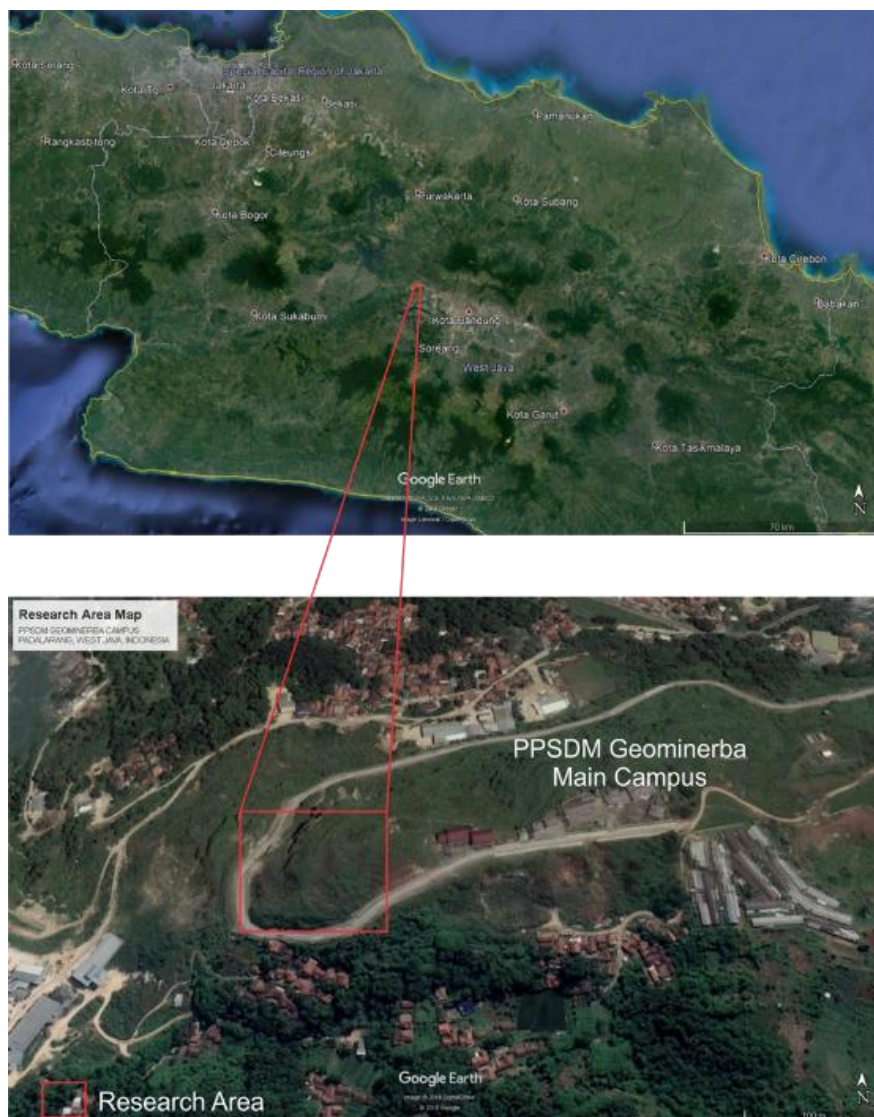 Kota Serang
Special Capital Region of Jakarta
Jakarta
Kota Bekasi
Bekasi
Pamanukan
Rangkasbitung
Kota Depok
Cileungsi
Purwakarta
Kota Subang
Kota Bogor
Kota Cirebon
Babakan
Kota Sukabumi
Kota Bandung
Soreang
West Java
Kota Garut
Kota Tasikmalaya
Google Earth
N
70 km
Research Area Map
PPSDM GEOMINERBA CAMPUS
PADALARANG, WEST JAVA, INDONESIA
PPSDM Geominerba
Main Campus
Google Earth
N
Research Area